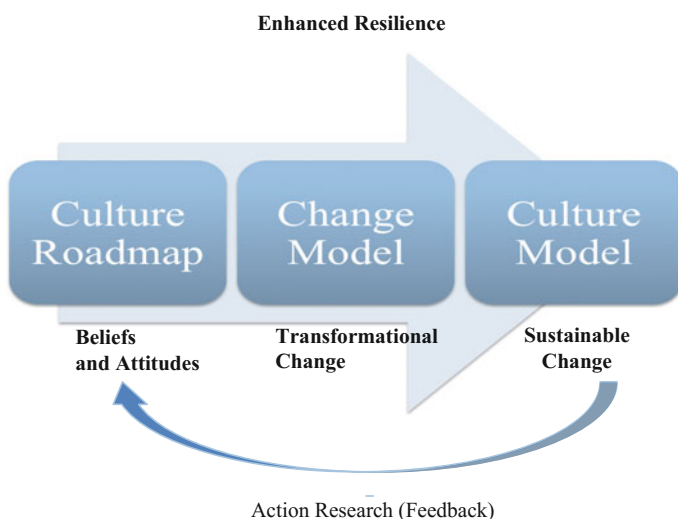 Enhanced Resilience
Culture
Roadmap
Change
Model
Culture
Model
Beliefs
and Attitudes
Transformational
Change
Sustainable
Change
Action Research (Feedback)